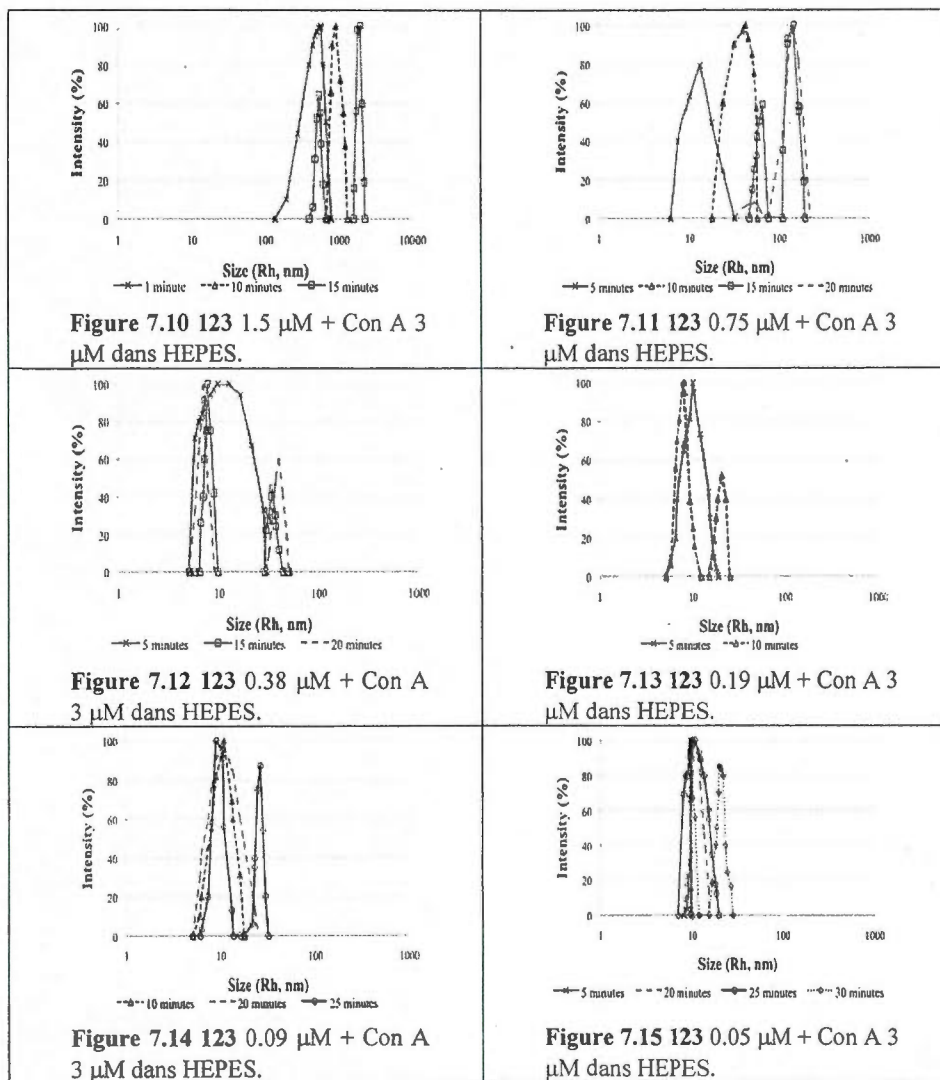 100
80
60
40
20
0
Intensity (%)
1 10 100 1000 10000
Size (Rh, nm)
1 minute 10 minutes 15 minutes
Figure 7.10 123 1.5 µM + Con A 3
µM dans HEPES.
100
80
60
40
20
0
Intensity (%)
1 10 100 1000
Size (Rh, nm)
5 minutes 10 minutes 15 minutes 20 minutes
Figure 7.11 123 0.75 µM + Con A 3
µM dans HEPES.
100
80
60
40
20
0
Intensity (%)
1 10 100 1000
Size (Rh, nm)
5 minutes 15 minutes 20 minutes
Figure 7.12 123 0.38 µM + Con A
3 µM dans HEPES.
100
80
60
40
20
0
Intensity (%)
1 10 100 1000
Size (Rh, nm)
5 minutes 10 minutes
Figure 7.13 123 0.19 µM + Con A 3
µM dans HEPES.
100
80
60
40
20
0
Intensity (%)
1 10 100 1000
Size (Rh, nm)
10 minutes 20 minutes 25 minutes
Figure 7.14 123 0.09 µM + Con A
3 µM dans HEPES.
100
80
60
40
20
0
Intensity (%)
1 10 100 1000
Size (Rh, nm)
5 minutes 20 minutes 25 minutes 30 minutes
Figure 7.15 123 0.05 µM + Con A 3
µM dans HEPES.